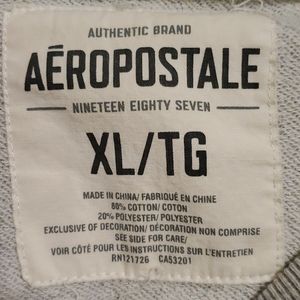 AUTHENTIC BRAND
AÉROPOSTALE
NINETEEN EIGHTY SEVEN
XL/TG
MADE IN CHINA/ FABRIQUÉ EN CHINE
80% COTTON/ COTON
20% POLYESTER/ POLYESTER
EXCLUSIVE OF DECORATION/ DÉCORATION NON COMPRISE
SEE SIDE FOR CARE/
VOIR CÔTÉ POUR LES INSTRUCTIONS SUR L'ENTRETIEN
RN121726 CA53201